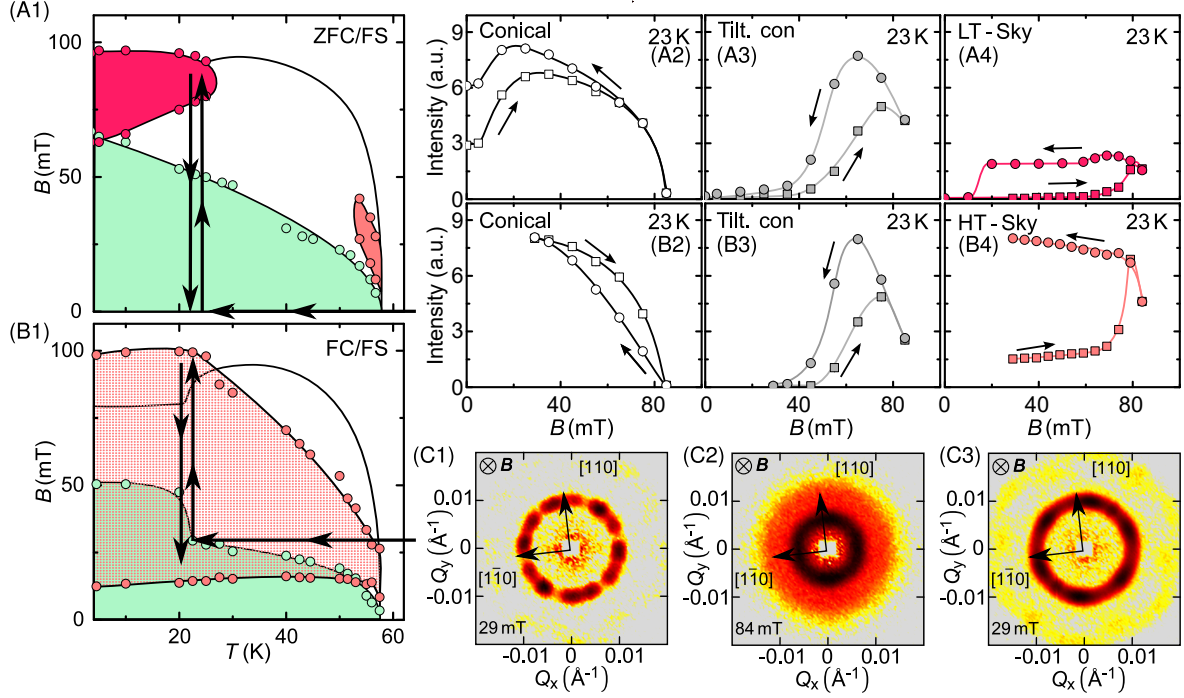 (A1)
ZFC/FS
100
50
0
B (mT)
(B1)
FC/FS
100
50
0
B (mT)
0 20 40 60
T (K)
Conical 23 K
(A2)
9
6
3
0
Intensity (a.u.)
Tilt. con 23 K
(A3)
LT-Sky 23 K
(A4)
Conical 23 K
(B2)
9
6
3
0
Intensity (a.u.)
Tilt. con 23 K
(B3)
HT-Sky 23 K
(B4)
0 40 80
B (mT)
0 40 80
B (mT)
0 40 80
B (mT)
(C1)
B
[110]
[11̄0]
29 mT
0.01
0
-0.01
Qy (Å⁻¹)
-0.01 0 0.01
Qx (Å⁻¹)
(C2)
B
[110]
[11̄0]
84 mT
0.01
0
-0.01
Qy (Å⁻¹)
-0.01 0 0.01
Qx (Å⁻¹)
(C3)
B
[110]
[11̄0]
29 mT
0.01
0
-0.01
Qy (Å⁻¹)
-0.01 0 0.01
Qx (Å⁻¹)